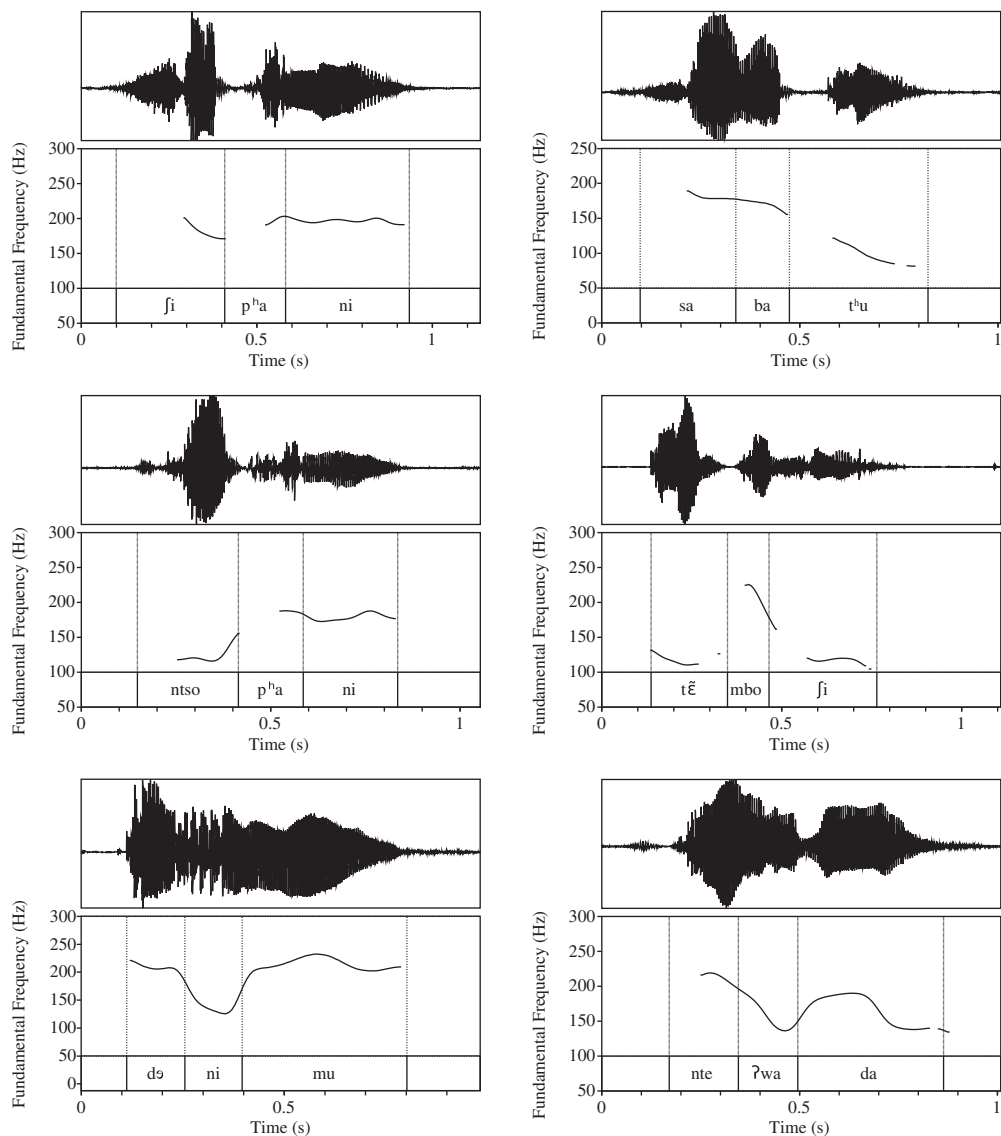 Fundamental Frequency (Hz)
300
250
200
150
100
50
ʃi pʰa ni
0 0.5 1
Time (s)
Fundamental Frequency (Hz)
250
200
150
100
50
0
sa ba tʰu
0 0.5 1
Time (s)
Fundamental Frequency (Hz)
300
250
200
150
100
50
ntso pʰa ni
0 0.5 1
Time (s)
Fundamental Frequency (Hz)
300
250
200
150
100
50
tɛ̃ mbo ʃi
0 0.5 1
Time (s)
Fundamental Frequency (Hz)
300
250
200
150
100
50
0
dɘ ni mu
0 0.5
Time (s)
Fundamental Frequency (Hz)
300
250
200
150
100
50
nte ʔwa da
0 0.5 1
Time (s)